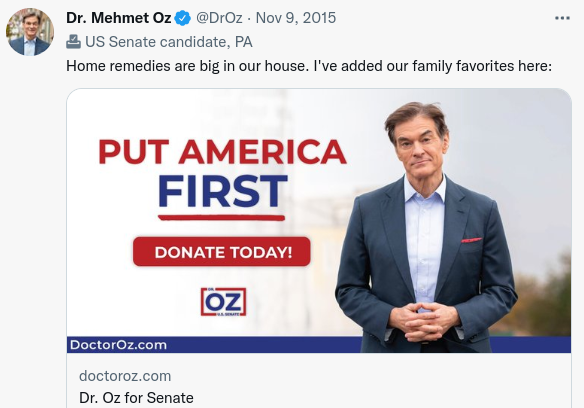 Dr. Mehmet Oz @DrOz · Nov 9, 2015
US Senate candidate, PA
Home remedies are big in our house. I've added our family favorites here:
PUT AMERICA
FIRST
DONATE TODAY!
DR.
OZ
U.S. SENATE
DoctorOz.com
doctoroz.com
Dr. Oz for Senate